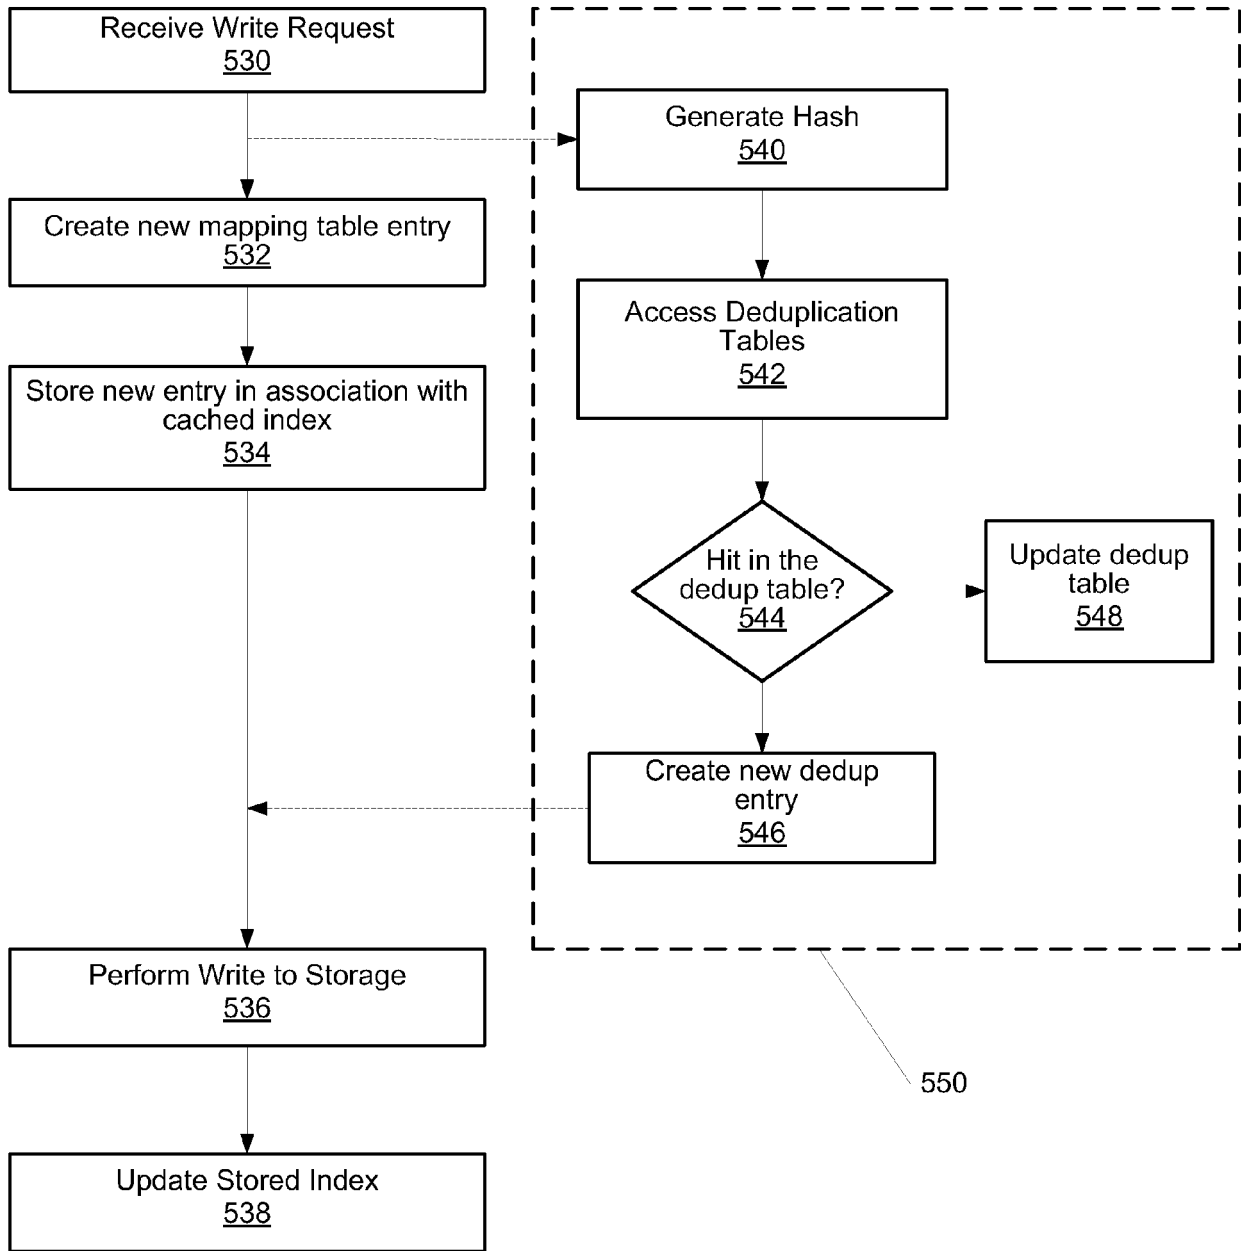 Receive Write Request
530
Create new mapping table entry
532
Store new entry in association with
cached index
534
Perform Write to Storage
536
Update Stored Index
538
Generate Hash
540
Access Deduplication
Tables
542
Hit in the
dedup table?
544
Update dedup
table
548
Create new dedup
entry
546
550